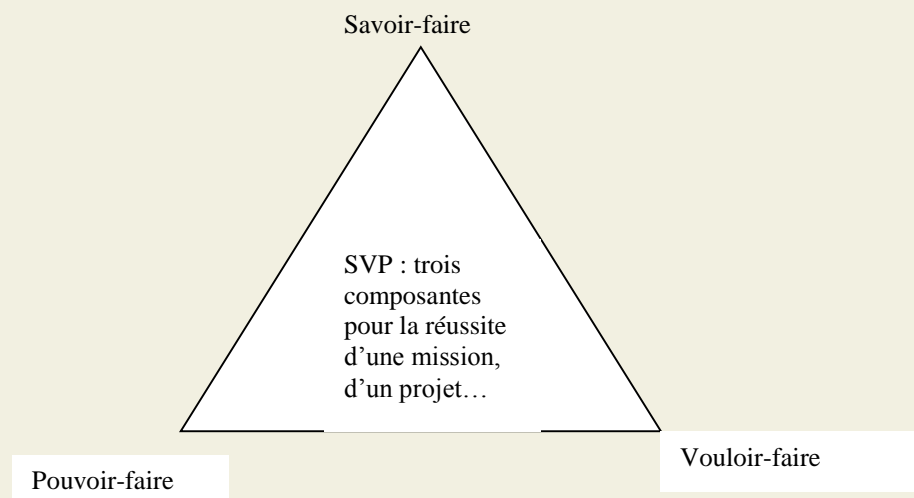 Savoir-faire
SVP : trois
composantes
pour la réussite
d’une mission,
d’un projet…
Vouloir-faire
Pouvoir-faire